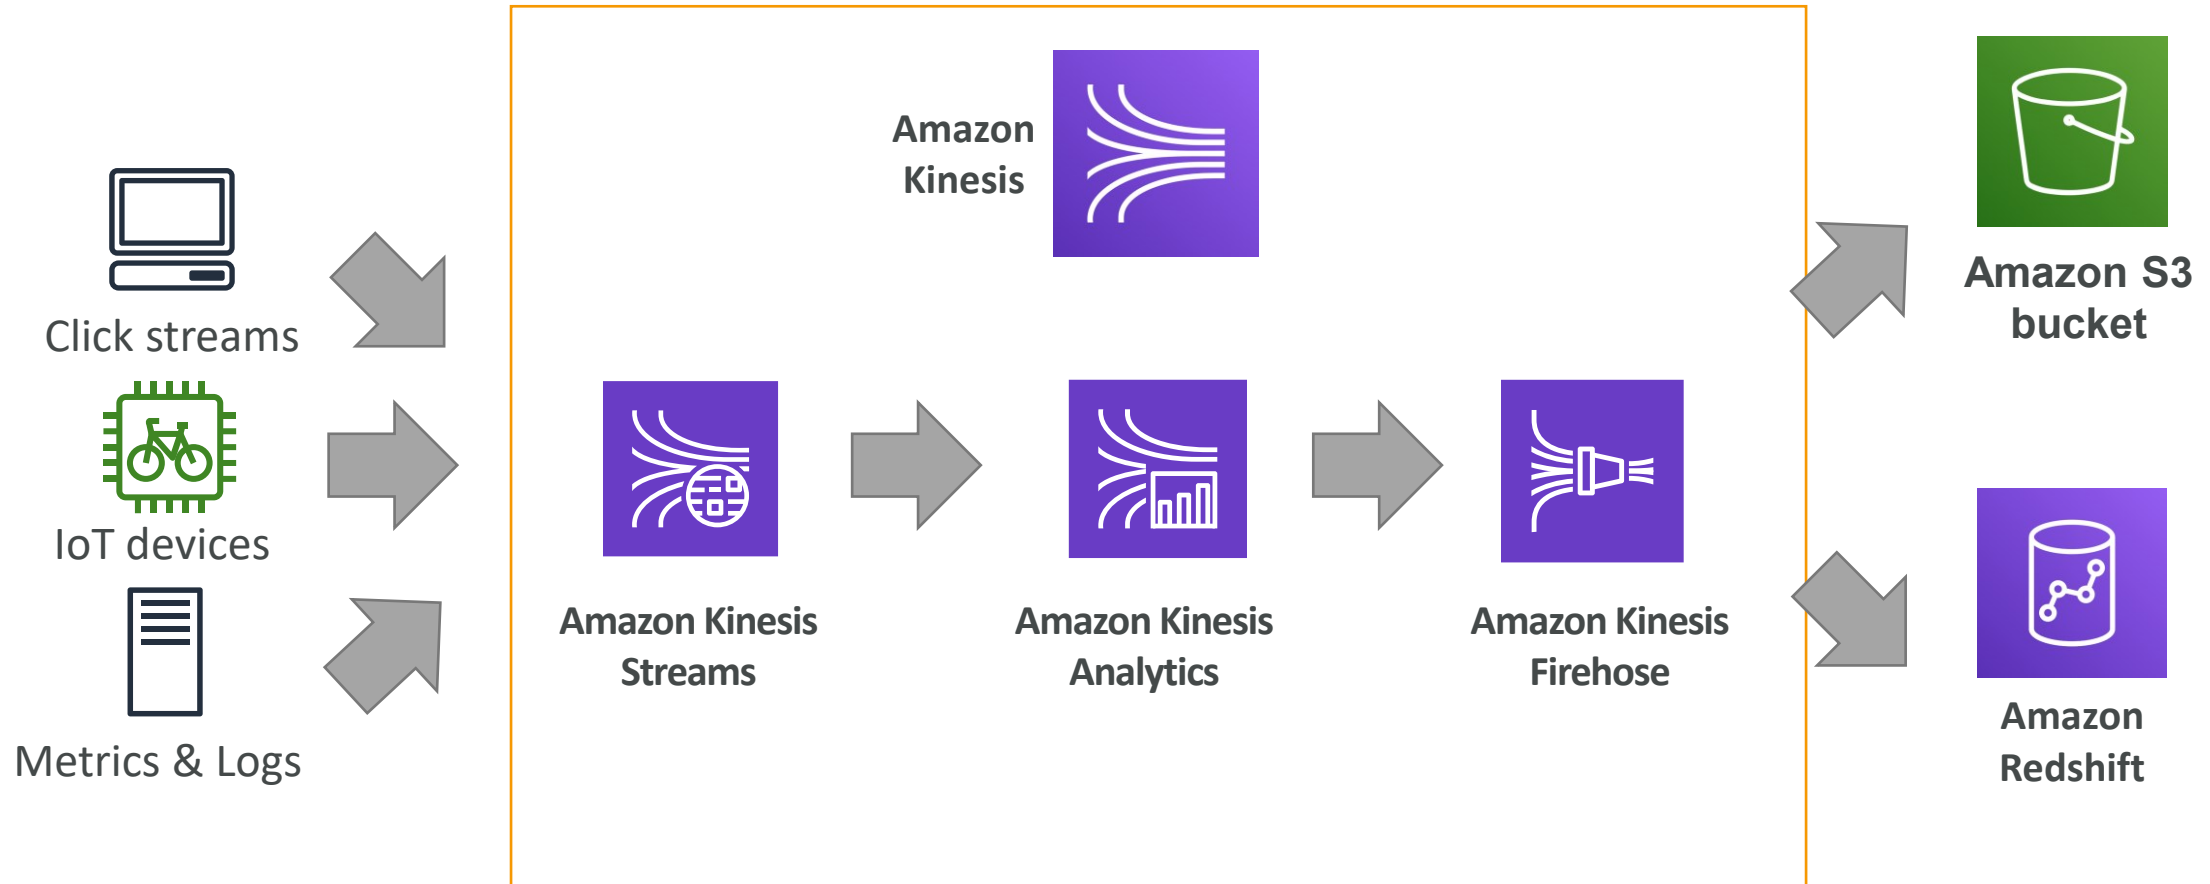 Amazon
Kinesis
Click streams
IoT devices
Metrics & Logs
Amazon Kinesis
Streams
Amazon Kinesis
Analytics
Amazon Kinesis
Firehose
Amazon S3
bucket
Amazon
Redshift